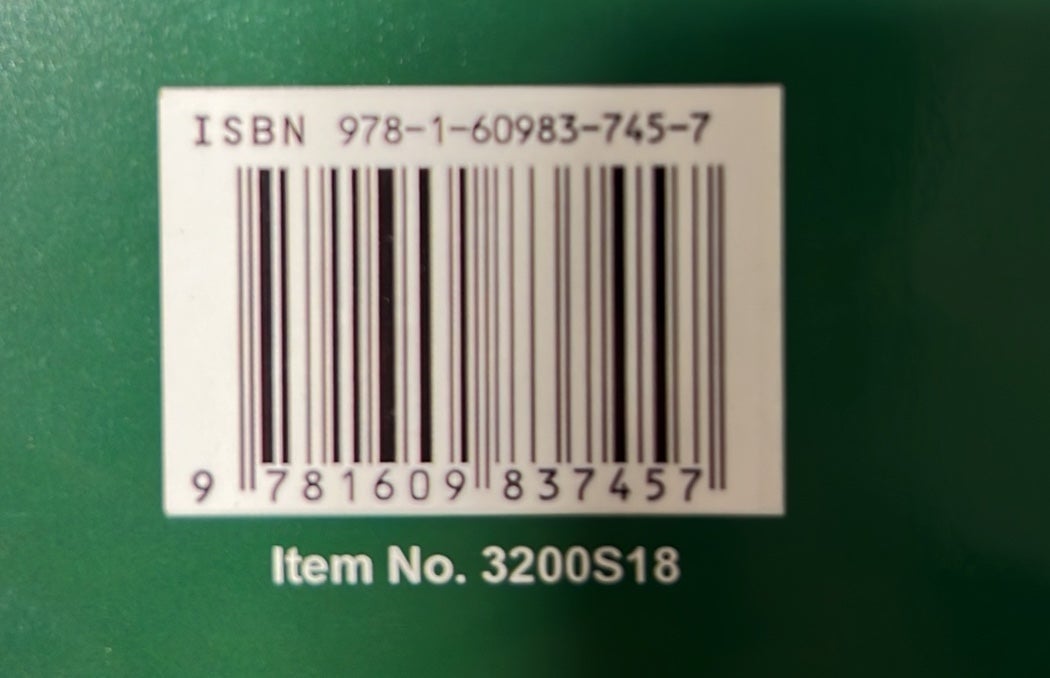 ISBN 978-1-60983-745-7
9 781609 837457
Item No. 3200S18